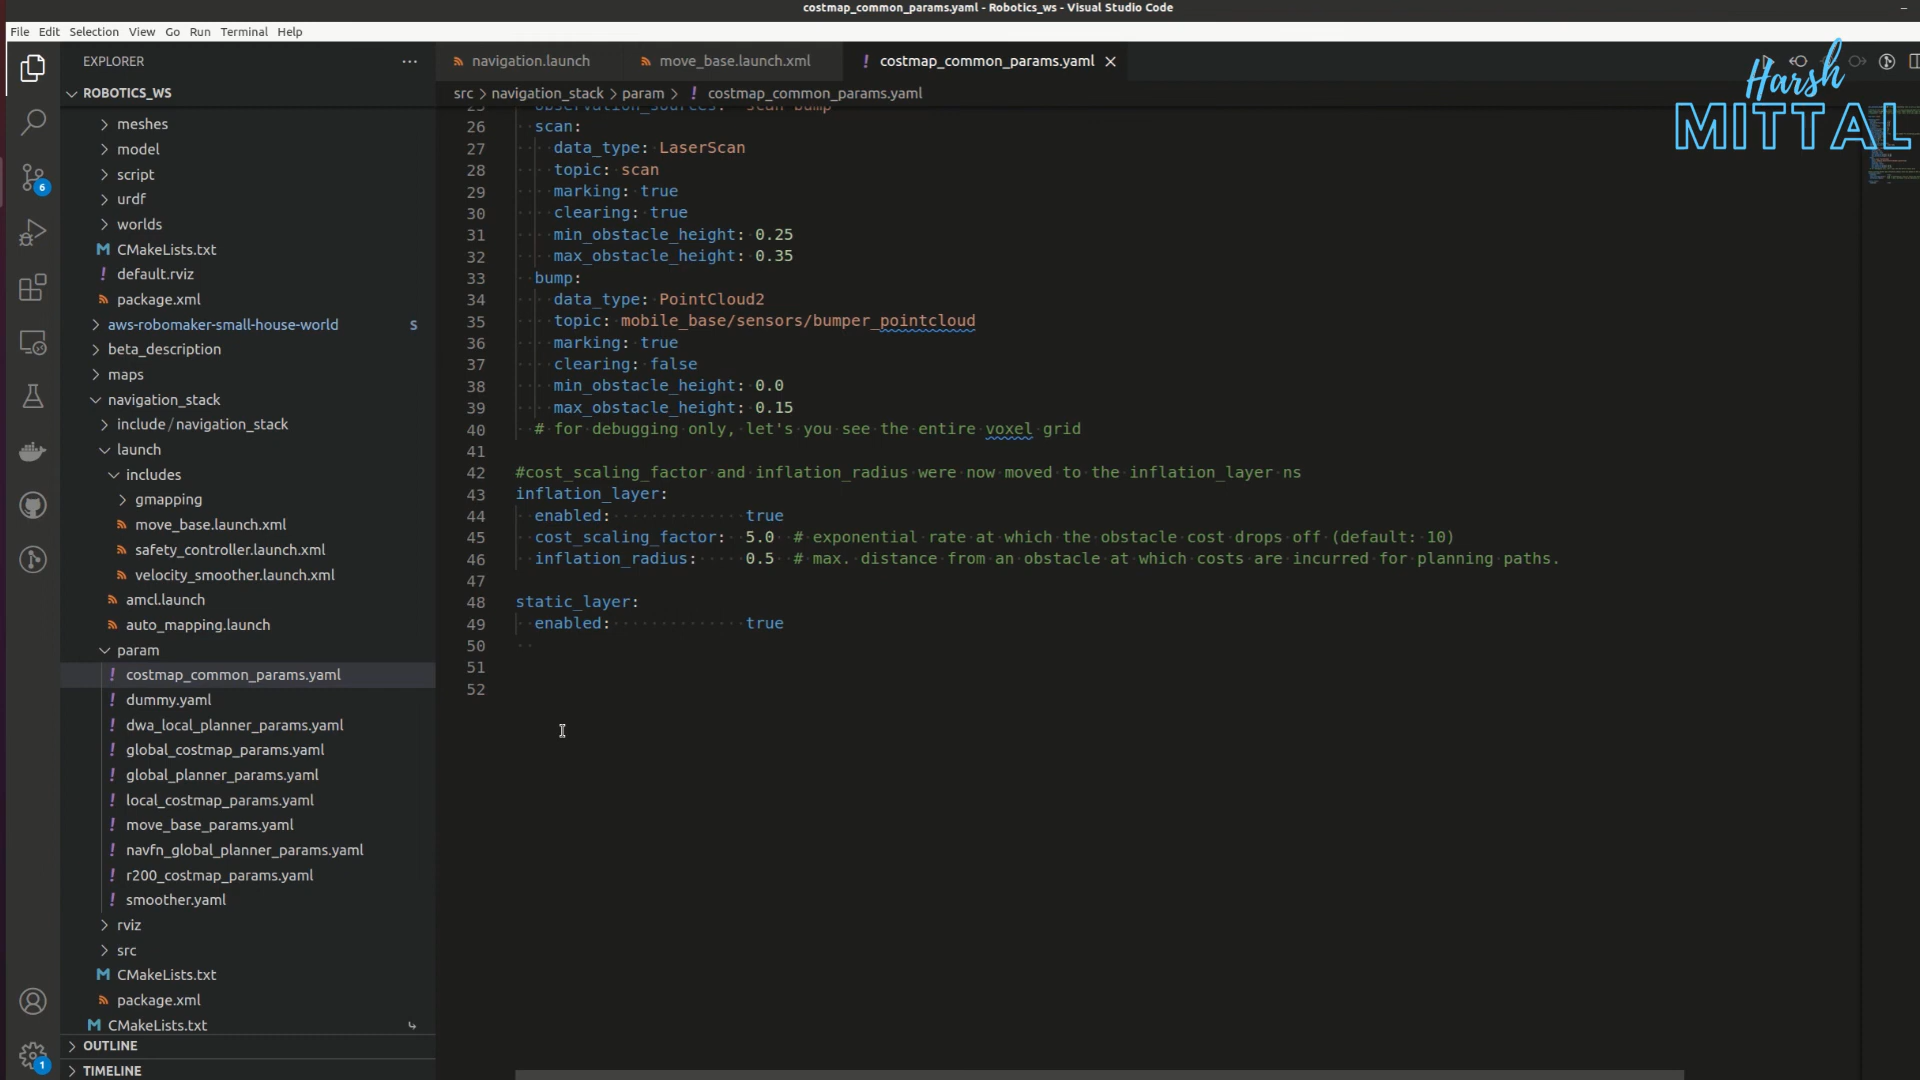 costmap_common_params.yaml - Robotics_ws - Visual Studio Code
File Edit Selection View Go Run Terminal Help
EXPLORER
ROBOTICS_WS
meshes
model
script
urdf
worlds
CMakeLists.txt
default.rviz
package.xml
aws-robomaker-small-house-world S
beta_description
maps
navigation_stack
include/navigation_stack
launch
includes
gmapping
move_base.launch.xml
safety_controller.launch.xml
velocity_smoother.launch.xml
amcl.launch
auto_mapping.launch
param
costmap_common_params.yaml
dummy.yaml
dwa_local_planner_params.yaml
global_costmap_params.yaml
global_planner_params.yaml
local_costmap_params.yaml
move_base_params.yaml
navfn_global_planner_params.yaml
r200_costmap_params.yaml
smoother.yaml
rviz
src
CMakeLists.txt
package.xml
CMakeLists.txt
OUTLINE
TIMELINE
6
1
navigation.launch move_base.launch.xml costmap_common_params.yaml
src > navigation_stack > param > ! costmap_common_params.yaml
25 observation_sources: scan bump
26 scan:
27 data_type: LaserScan
28 topic: scan
29 marking: true
30 clearing: true
31 min_obstacle_height: 0.25
32 max_obstacle_height: 0.35
33 bump:
34 data_type: PointCloud2
35 topic: mobile_base/sensors/bumper_pointcloud
36 marking: true
37 clearing: false
38 min_obstacle_height: 0.0
39 max_obstacle_height: 0.15
40 # for debugging only, let's you see the entire voxel grid
41
42 #cost_scaling_factor and inflation_radius were now moved to the inflation_layer ns
43 inflation_layer:
44 enabled: true
45 cost_scaling_factor: 5.0 # exponential rate at which the obstacle cost drops off (default: 10)
46 inflation_radius: 0.5 # max. distance from an obstacle at which costs are incurred for planning paths.
47
48 static_layer:
49 enabled: true
50
51
52
Harsh
MITTAL